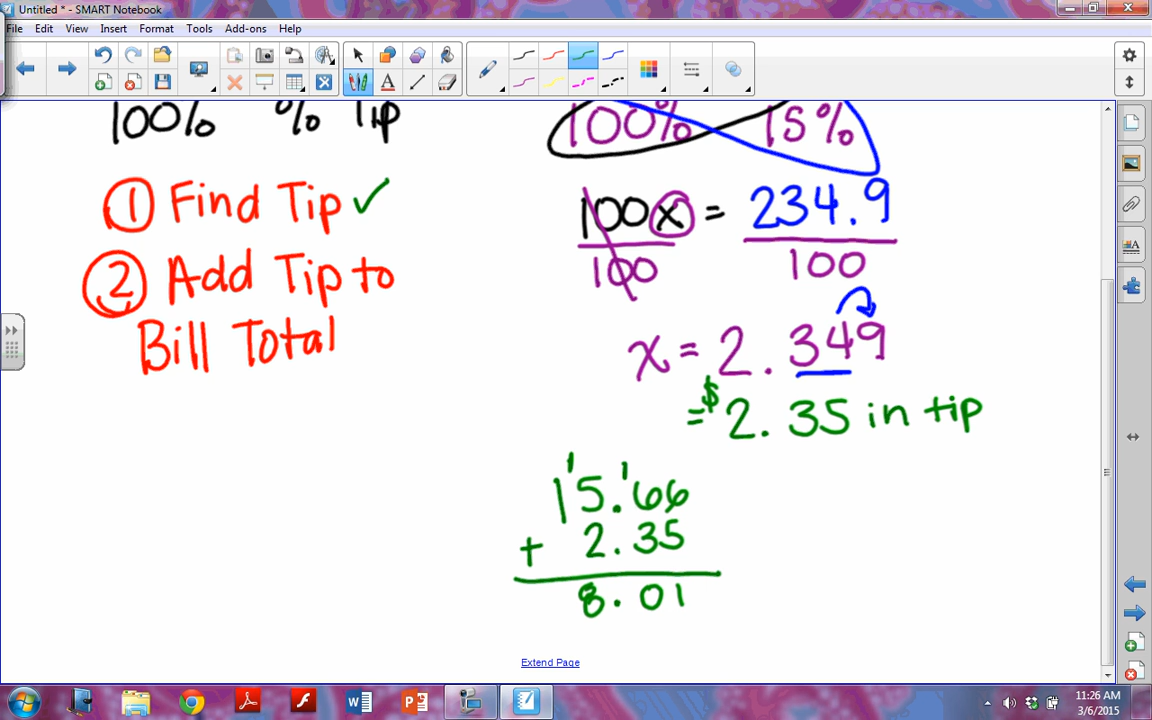 Untitled * - SMART Notebook
File Edit View Insert Format Tools Add-ons Help
100% % Tip
① Find Tip ✓
② Add Tip to
Bill Total
100% 15%
100x = 234.9
100 100
x = 2.349
= $2.35 in tip
1 1
15.66
+ 2.35
8.01
Extend Page
11:26 AM
3/6/2015